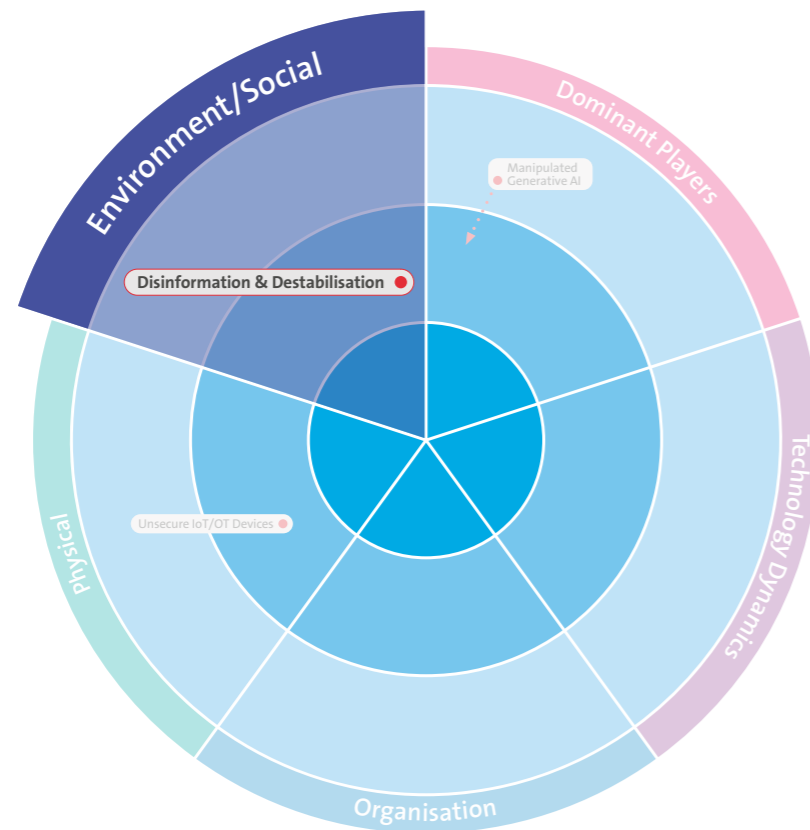 Environment/Social
Dominant Players
Manipulated
Generative AI
Disinformation & Destabilisation
Technology Dynamics
Unsecure IoT/OT Devices
Physical
Organisation